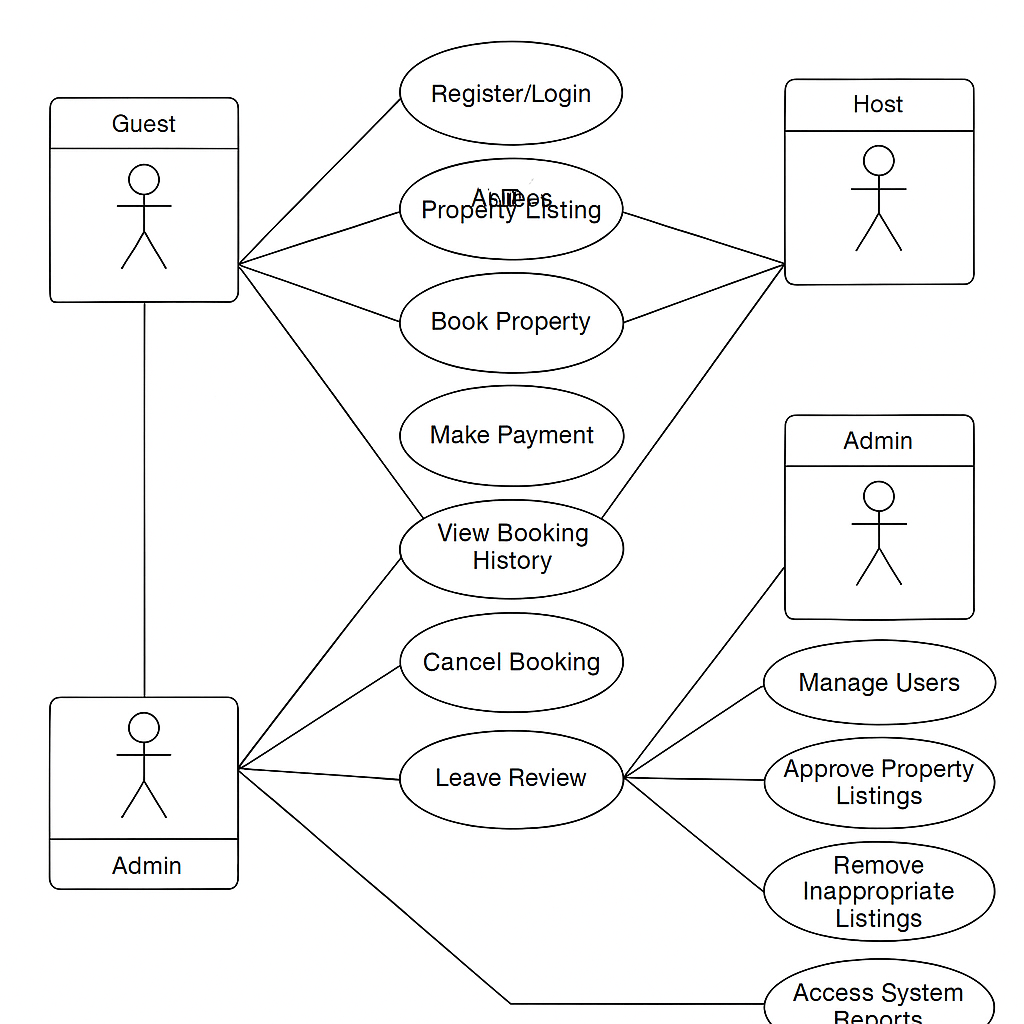 Guest
Register/Login
Host
Property Listing
Book Property
Make Payment
Admin
View Booking
History
Cancel Booking
Manage Users
Leave Review
Approve Property
Listings
Admin
Remove
Inappropriate
Listings
Access System
Reports